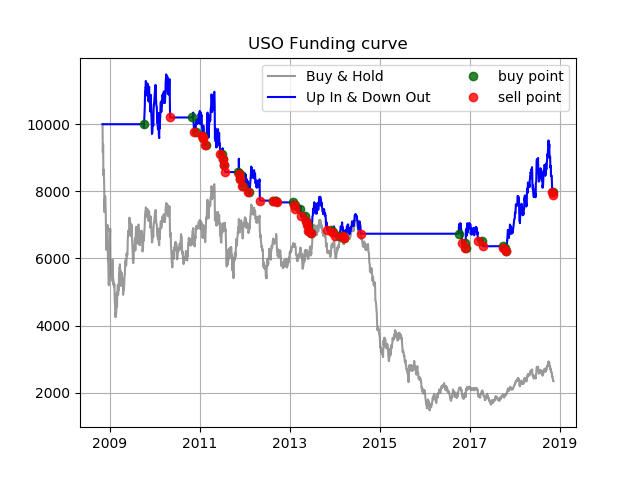 USO Funding curve
Buy & Hold
Up In & Down Out
buy point
sell point
10000
8000
6000
4000
2000
2009
2011
2013
2015
2017
2019